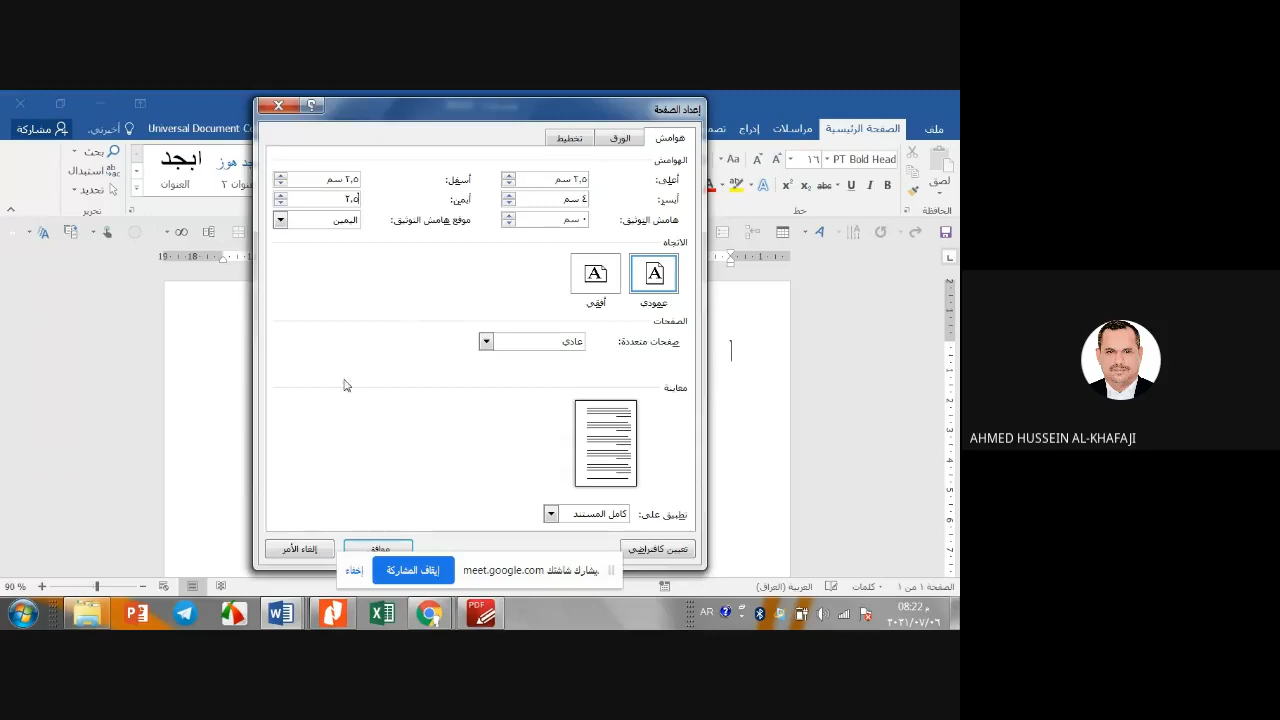 إعداد الصفحة
ملف
الصفحة الرئيسية
إدراج
مراسلات
Universal Document Co
أخبرني.
مشاركة
هوامش
الورق
تخطيط
PT Bold Head
١٦
Aa
لصق
الحافظة
خط
بحث
استبدال
تحديد
تحرير
ابجد
العنوان
العنوان ٢
الهوامش
أعلى:
٢,٥ سم
أسفل:
٢,٥ سم
أيسر:
٤ سم
أيمن:
٢,٥
هامش التوثيق:
٠ سم
موقع هامش التوثيق:
اليمين
الاتجاه
عمودي
أفقي
الصفحات
صفحات متعددة:
عادي
معاينة
تطبيق على:
كامل المستند
تعيين كافتراضي
موافق
إلغاء الأمر
meet.google.com يشارك شاشتك.
إيقاف المشاركة
إخفاء
الصفحة ١ من ١
كلمات
العربية (العراق)
90 %
AR
08:22 م
٢٠٢١/٠٧/٠٦
AHMED HUSSEIN AL-KHAFAJI